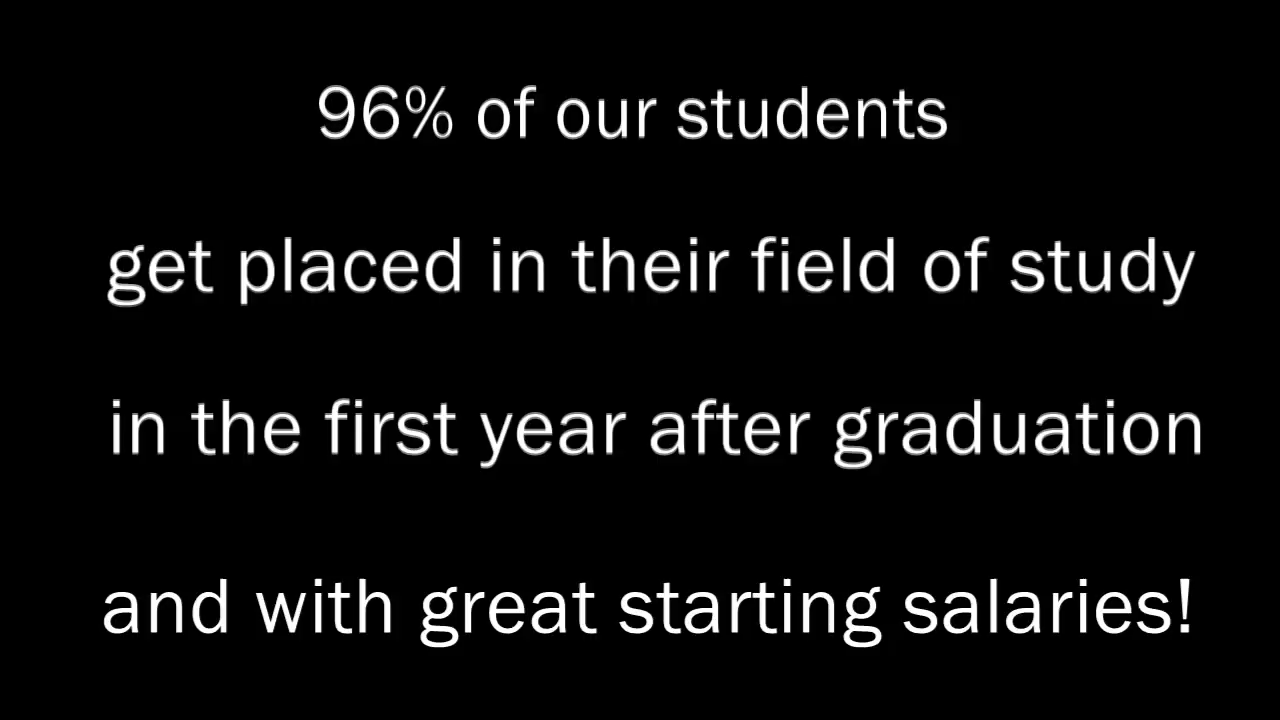 96% of our students
get placed in their field of study
in the first year after graduation
and with great starting salaries!